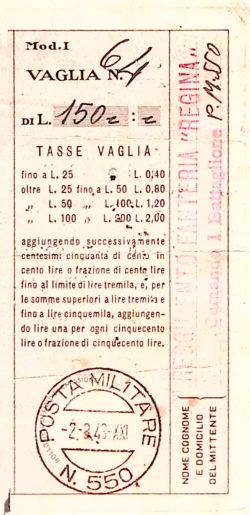 Mod. I
VAGLIA N. 64
DI L. 150= :=
TASSE VAGLIA
fino a L. 25 L. 0,40
oltre L. 25 fino a L. 50 L. 0,80
„ L. 50 „ 100 L. 1,20
„ L. 100 „ 200 L. 2,00
aggiungendo successivamente
centesimi cinquanta di cento in
cento lire o frazione di cente lire
fino al limite di lire tremila, e, per
le somme superiori a lire tremila e
fino a lire cinquemila, aggiungen-
do lire una per ogni cinquecento
lire o frazione di cinquecento lire.
POSTA MILITARE
-2.3.43-XXI
N. 550
FANTERIA "REGINA"
Comando I Battaglione
P.M. 550
NOME COGNOME
E DOMICILIO
DEL MITTENTE